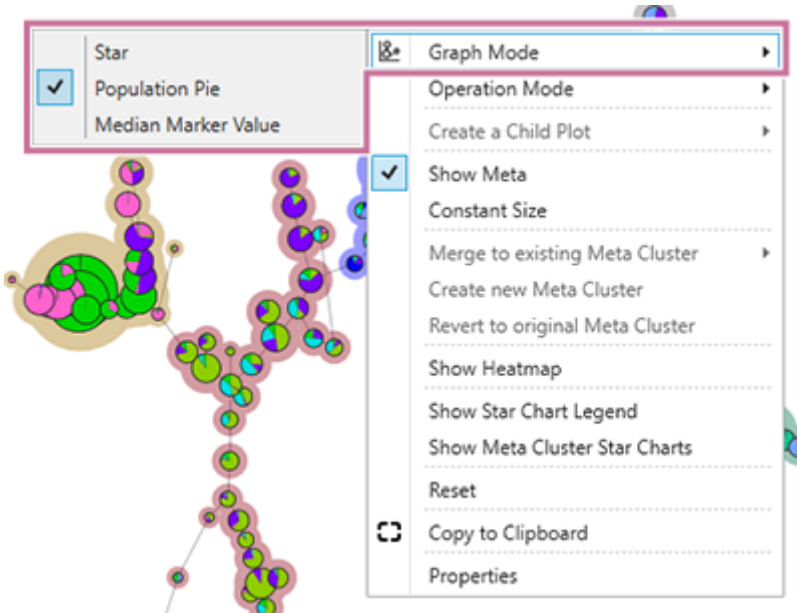 Star
Population Pie
Median Marker Value
Graph Mode
Operation Mode
Create a Child Plot
Show Meta
Constant Size
Merge to existing Meta Cluster
Create new Meta Cluster
Revert to original Meta Cluster
Show Heatmap
Show Star Chart Legend
Show Meta Cluster Star Charts
Reset
Copy to Clipboard
Properties